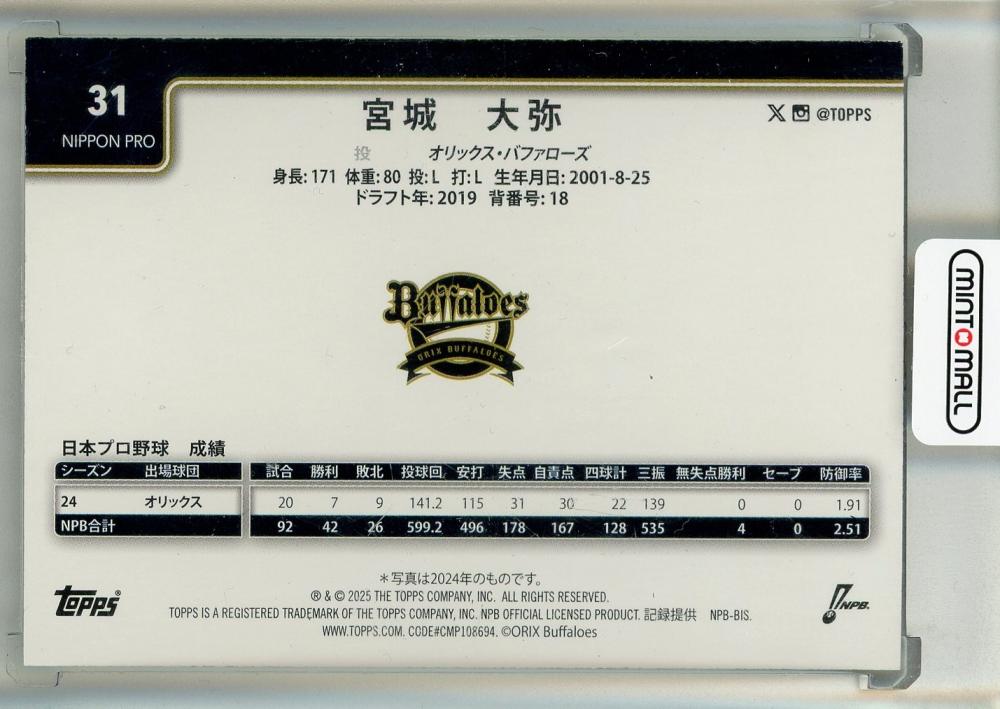 31
NIPPON PRO
宮城 大弥
@TOPPS
投 オリックス・バファローズ
身長:171 体重:80 投:L 打:L 生年月日:2001-8-25
ドラフト年:2019 背番号:18
Buffaloes
ORIX BUFFALOES
MINT MALL
日本プロ野球 成績
シーズン 出場球団 試合 勝利 敗北 投球回 安打 失点 自責点 四球計 三振 無失点勝利 セーブ 防御率
24 オリックス 20 7 9 141.2 115 31 30 22 139 0 0 1.91
NPB合計 92 42 26 599.2 496 178 167 128 535 4 0 2.51
＊写真は2024年のものです。
® & © 2025 THE TOPPS COMPANY, INC. ALL RIGHTS RESERVED.
TOPPS IS A REGISTERED TRADEMARK OF THE TOPPS COMPANY, INC. NPB OFFICIAL LICENSED PRODUCT. 記録提供 NPB-BIS.
WWW.TOPPS.COM. CODE#CMP108694. ©ORIX Buffaloes
topps®
NPB.